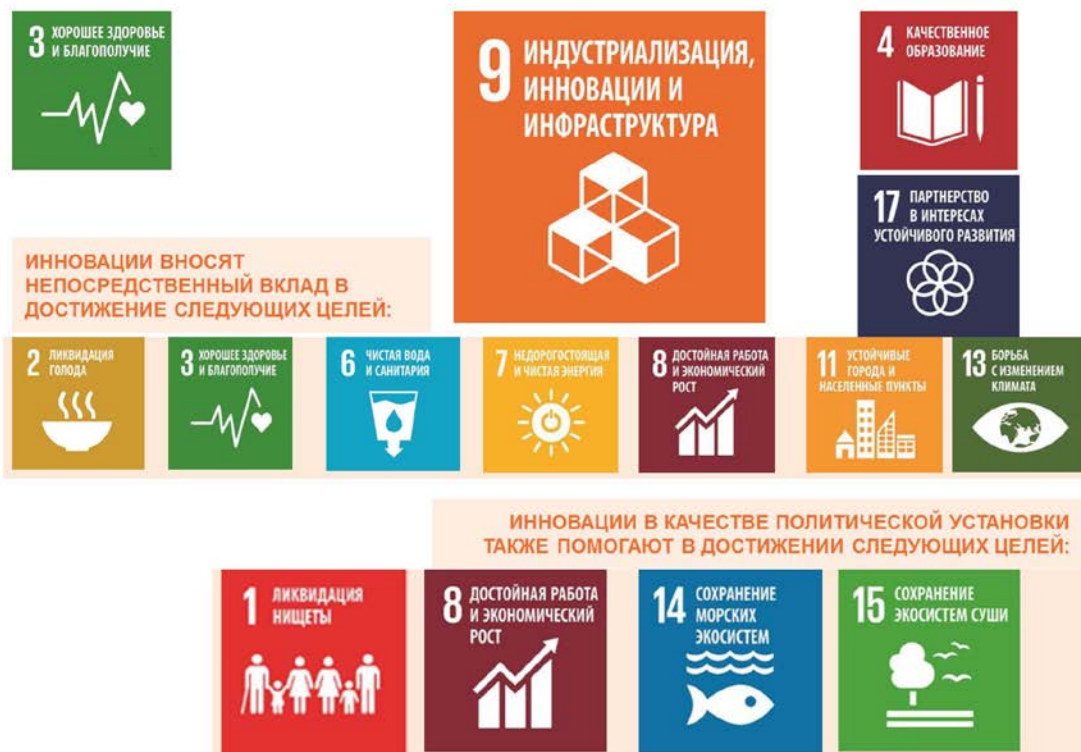 3 ХОРОШЕЕ ЗДОРОВЬЕ
И БЛАГОПОЛУЧИЕ
9 ИНДУСТРИАЛИЗАЦИЯ,
ИННОВАЦИИ И
ИНФРАСТРУКТУРА
4 КАЧЕСТВЕННОЕ
ОБРАЗОВАНИЕ
17 ПАРТНЕРСТВО
В ИНТЕРЕСАХ
УСТОЙЧИВОГО РАЗВИТИЯ
ИННОВАЦИИ ВНОСЯТ
НЕПОСРЕДСТВЕННЫЙ ВКЛАД В
ДОСТИЖЕНИЕ СЛЕДУЮЩИХ ЦЕЛЕЙ:
2 ЛИКВИДАЦИЯ
ГОЛОДА
3 ХОРОШЕЕ ЗДОРОВЬЕ
И БЛАГОПОЛУЧИЕ
6 ЧИСТАЯ ВОДА
И САНИТАРИЯ
7 НЕДОРОГОСТОЯЩАЯ
И ЧИСТАЯ ЭНЕРГИЯ
8 ДОСТОЙНАЯ РАБОТА
И ЭКОНОМИЧЕСКИЙ
РОСТ
11 УСТОЙЧИВЫЕ
ГОРОДА И
НАСЕЛЕННЫЕ ПУНКТЫ
13 БОРЬБА
С ИЗМЕНЕНИЕМ
КЛИМАТА
ИННОВАЦИИ В КАЧЕСТВЕ ПОЛИТИЧЕСКОЙ УСТАНОВКИ
ТАКЖЕ ПОМОГАЮТ В ДОСТИЖЕНИИ СЛЕДУЮЩИХ ЦЕЛЕЙ:
1 ЛИКВИДАЦИЯ
НИЩЕТЫ
8 ДОСТОЙНАЯ РАБОТА
И ЭКОНОМИЧЕСКИЙ
РОСТ
14 СОХРАНЕНИЕ
МОРСКИХ
ЭКОСИСТЕМ
15 СОХРАНЕНИЕ
ЭКОСИСТЕМ СУШИ